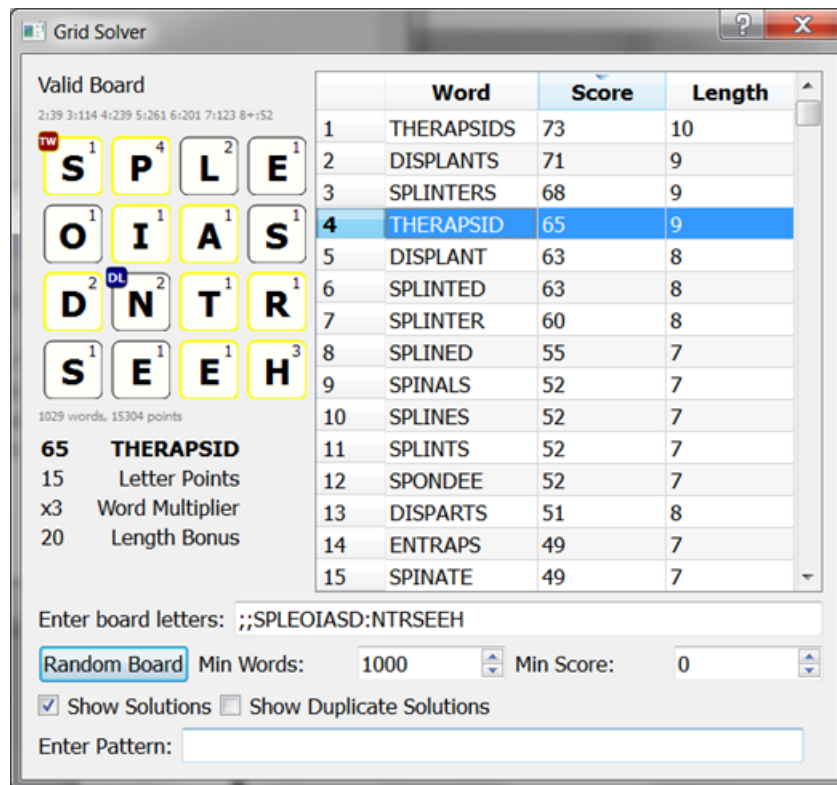 Grid Solver ? X
Valid Board
2:39 3:114 4:239 5:261 6:201 7:123 8+:52
TW
S 1 P 4 L 2 E 1
O 1 I 1 A 1 S 1
DL
D 2 N 2 T 1 R 1
S 1 E 1 E 1 H 3
1029 words, 15304 points
65 THERAPSID
15 Letter Points
x3 Word Multiplier
20 Length Bonus
Word Score Length
1 THERAPSIDS 73 10
2 DISPLANTS 71 9
3 SPLINTERS 68 9
4 THERAPSID 65 9
5 DISPLANT 63 8
6 SPLINTED 63 8
7 SPLINTER 60 8
8 SPLINED 55 7
9 SPINALS 52 7
10 SPLINES 52 7
11 SPLINTS 52 7
12 SPONDEE 52 7
13 DISPARTS 51 8
14 ENTRAPS 49 7
15 SPINATE 49 7
Enter board letters: ;;SPLEOIASD:NTRSEEH
Random Board Min Words: 1000 Min Score: 0
Show Solutions Show Duplicate Solutions
Enter Pattern: